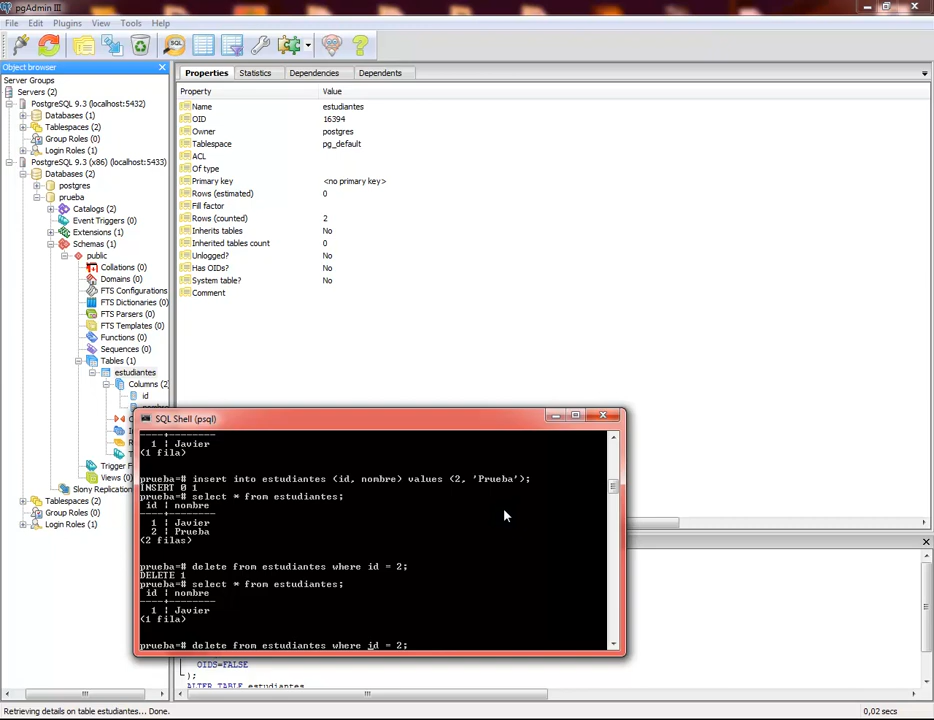 pgAdmin III
File Edit Plugins View Tools Help
SQL
Object browser
Server Groups
Servers (2)
PostgreSQL 9.3 (localhost:5432)
Databases (1)
Tablespaces (2)
Group Roles (0)
Login Roles (1)
PostgreSQL 9.3 (x86) (localhost:5433)
Databases (2)
postgres
prueba
Catalogs (2)
Event Triggers (0)
Extensions (1)
Schemas (1)
public
Collations (0)
Domains (0)
FTS Configurations
FTS Dictionaries (0)
FTS Parsers (0)
FTS Templates (0)
Functions (0)
Sequences (0)
Tables (1)
estudiantes
Columns (2)
id
Trigger F
Views (0)
Slony Replication
Tablespaces (2)
Group Roles (0)
Login Roles (1)
Properties Statistics Dependencies Dependents
Property Value
Name estudiantes
OID 16394
Owner postgres
Tablespace pg_default
ACL
Of type
Primary key <no primary key>
Rows (estimated) 0
Fill factor
Rows (counted) 2
Inherits tables No
Inherited tables count 0
Unlogged? No
Has OIDs? No
System table? No
Comment
SQL Shell (psql)
----+--------
1 | Javier
(1 fila)
prueba=# insert into estudiantes (id, nombre) values (2, 'Prueba');
INSERT 0 1
prueba=# select * from estudiantes;
id | nombre
----+--------
1 | Javier
2 | Prueba
(2 filas)
prueba=# delete from estudiantes where id = 2;
DELETE 1
prueba=# select * from estudiantes;
id | nombre
----+--------
1 | Javier
(1 fila)
prueba=# delete from estudiantes where id = 2;
OIDS=FALSE
);
ALTER TABLE estudiantes
Retrieving details on table estudiantes... Done. 0,02 secs